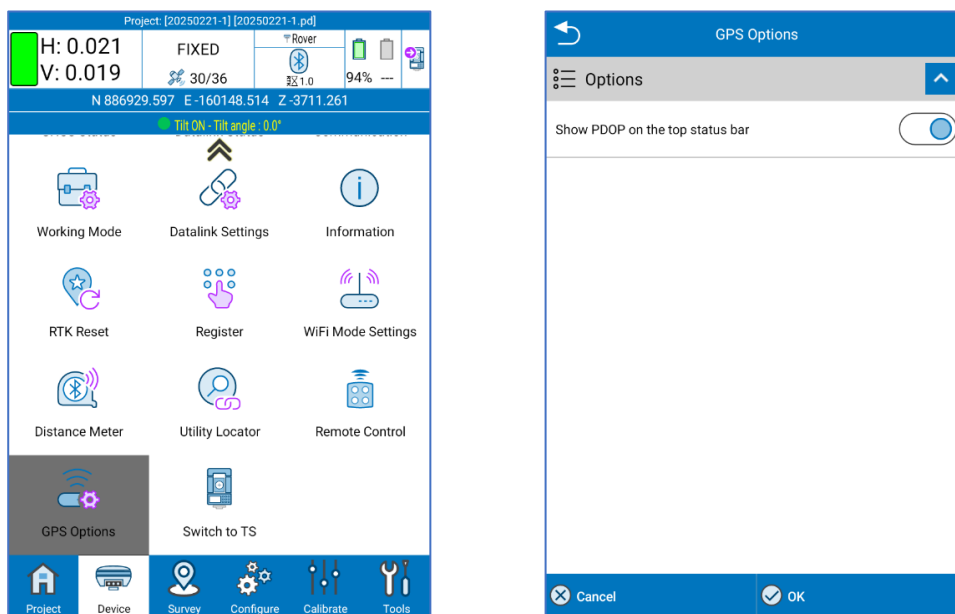 Project: [20250221-1] [20250221-1.pd]
H: 0.021
V: 0.019
FIXED
30/36
Rover
1.0
94%
---
N 886929.597 E -160148.514 Z -3711.261
Tilt ON - Tilt angle : 0.0°
Working Mode
Datalink Settings
Information
RTK Reset
Register
WiFi Mode Settings
Distance Meter
Utility Locator
Remote Control
GPS Options
Switch to TS
Project
Device
Survey
Configure
Calibrate
Tools
GPS Options
Options
Show PDOP on the top status bar
Cancel
OK